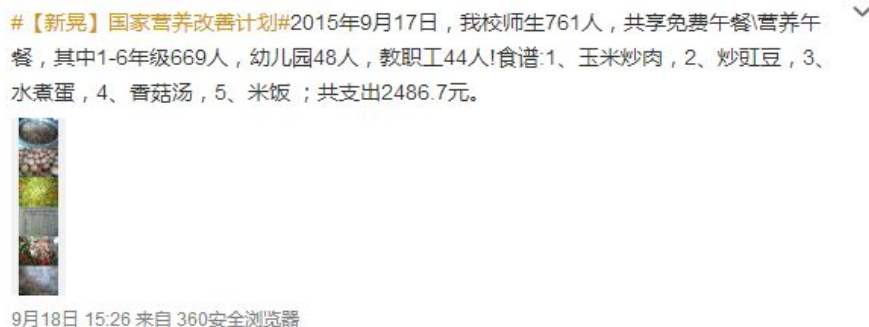 #【新晃】国家营养改善计划#2015年9月17日，我校师生761人，共享免费午餐\营养午
餐，其中1-6年级669人，幼儿园48人，教职工44人!食谱:1、玉米炒肉，2、炒豇豆，3、
水煮蛋，4、香菇汤，5、米饭 ；共支出2486.7元。
9月18日 15:26 来自 360安全浏览器